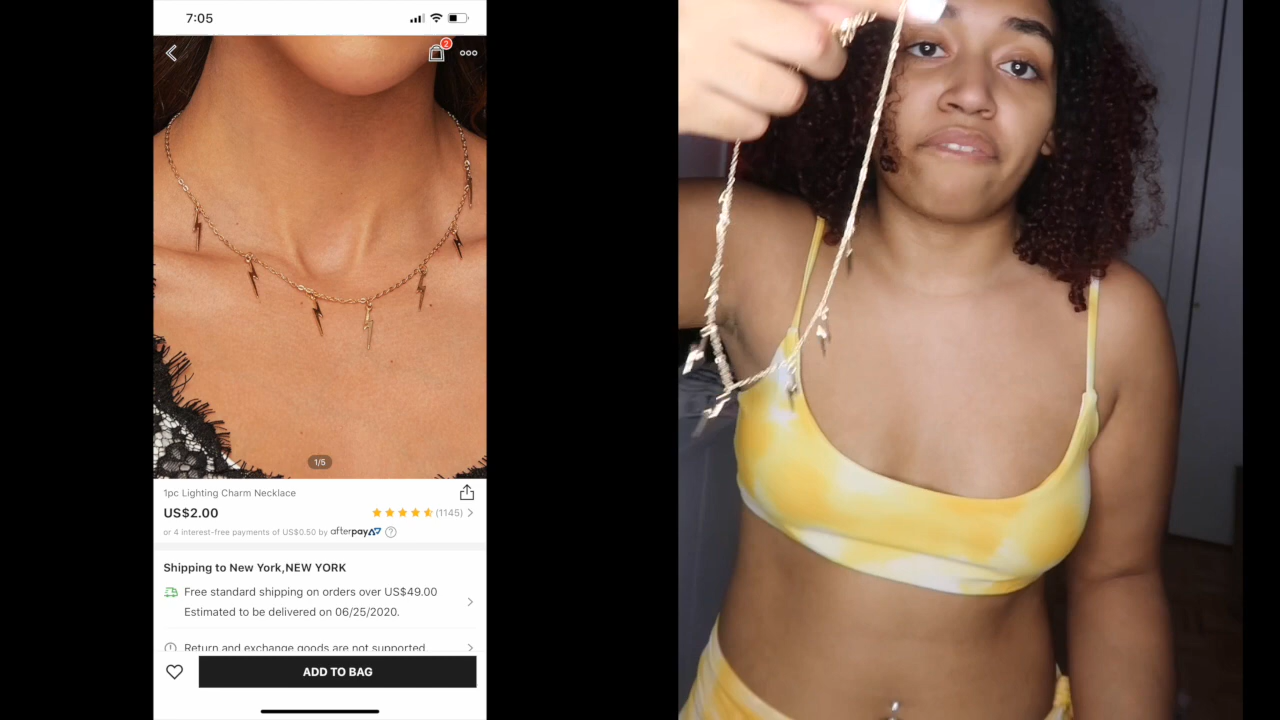 7:05
2
1/5
1pc Lighting Charm Necklace
US$2.00
(1145)
or 4 interest-free payments of US$0.50 by afterpay
?
Shipping to New York,NEW YORK
Free standard shipping on orders over US$49.00
Estimated to be delivered on 06/25/2020.
Return and exchange goods are not supported.
ADD TO BAG